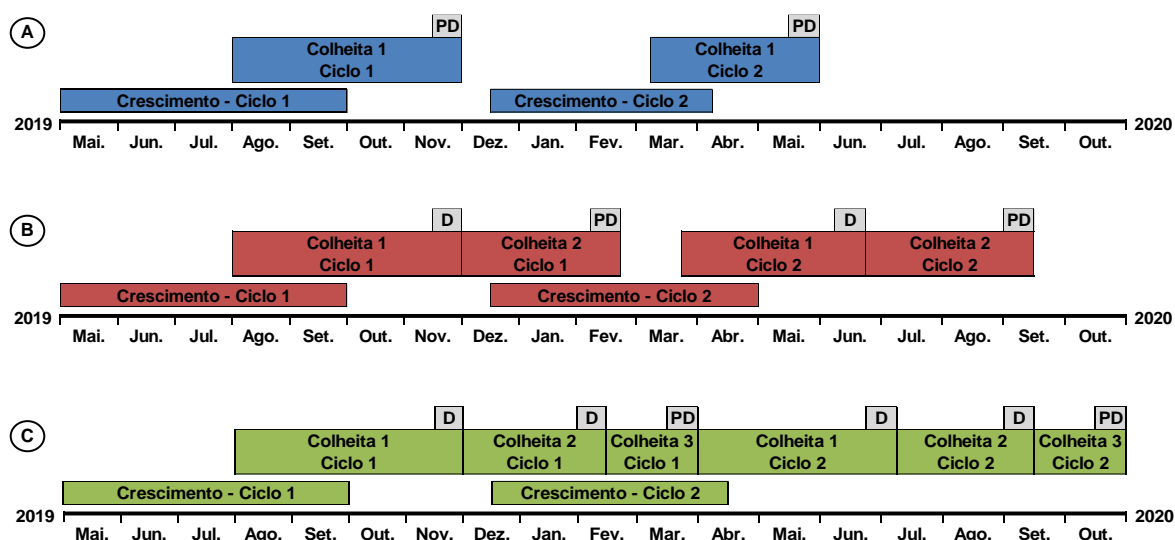 A
PD
PD
Colheita 1
Ciclo 1
Colheita 1
Ciclo 2
Crescimento - Ciclo 1
Crescimento - Ciclo 2
2019
2020
Mai. Jun. Jul. Ago. Set. Out. Nov. Dez. Jan. Fev. Mar. Abr. Mai. Jun. Jul. Ago. Set. Out.
B
D
PD
D
PD
Colheita 1
Ciclo 1
Colheita 2
Ciclo 1
Colheita 1
Ciclo 2
Colheita 2
Ciclo 2
Crescimento - Ciclo 1
Crescimento - Ciclo 2
2019
2020
Mai. Jun. Jul. Ago. Set. Out. Nov. Dez. Jan. Fev. Mar. Abr. Mai. Jun. Jul. Ago. Set. Out.
C
D
D
PD
D
D
PD
Colheita 1
Ciclo 1
Colheita 2
Ciclo 1
Colheita 3
Ciclo 1
Colheita 1
Ciclo 2
Colheita 2
Ciclo 2
Colheita 3
Ciclo 2
Crescimento - Ciclo 1
Crescimento - Ciclo 2
2019
2020
Mai. Jun. Jul. Ago. Set. Out. Nov. Dez. Jan. Fev. Mar. Abr. Mai. Jun. Jul. Ago. Set. Out.